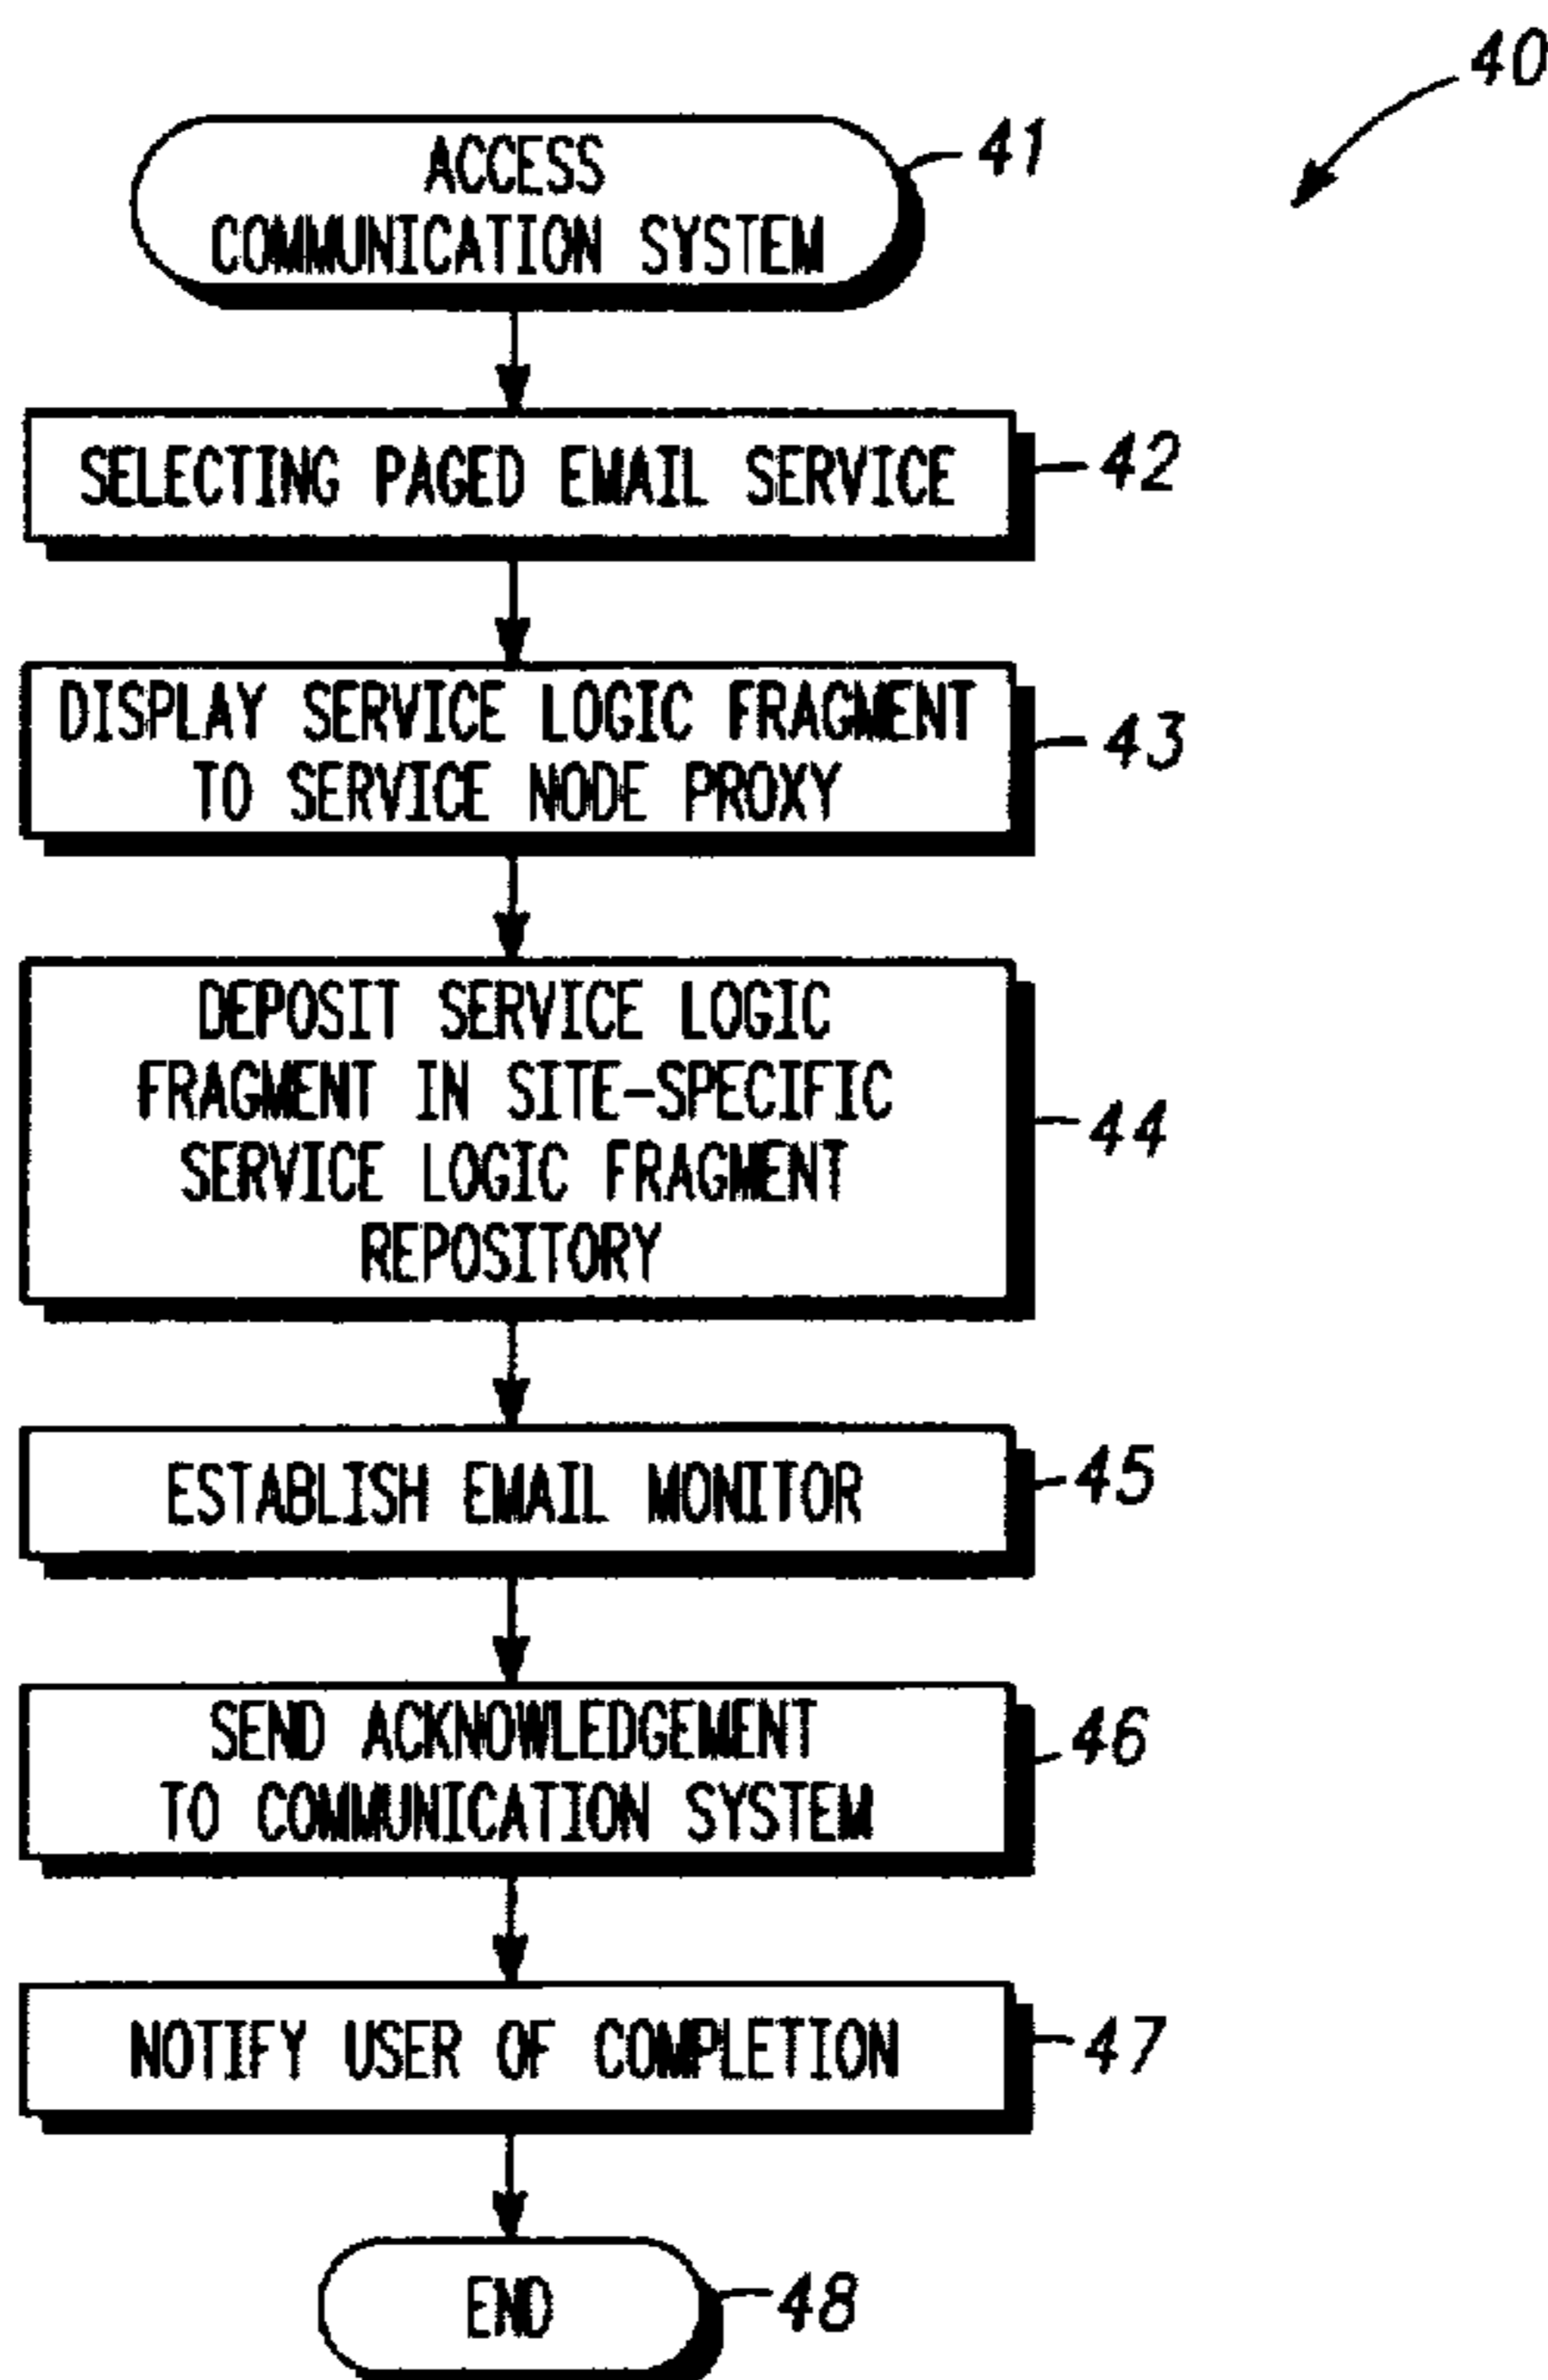 40
ACCESS
COMMUNICATION SYSTEM
41
SELECTING PAGED EMAIL SERVICE
42
DISPLAY SERVICE LOGIC FRAGMENT
TO SERVICE NODE PROXY
43
DEPOSIT SERVICE LOGIC
FRAGMENT IN SITE-SPECIFIC
SERVICE LOGIC FRAGMENT
REPOSITORY
44
ESTABLISH EMAIL MONITOR
45
SEND ACKNOWLEDGEMENT
TO COMMUNICATION SYSTEM
46
NOTIFY USER OF COMPLETION
47
END
48